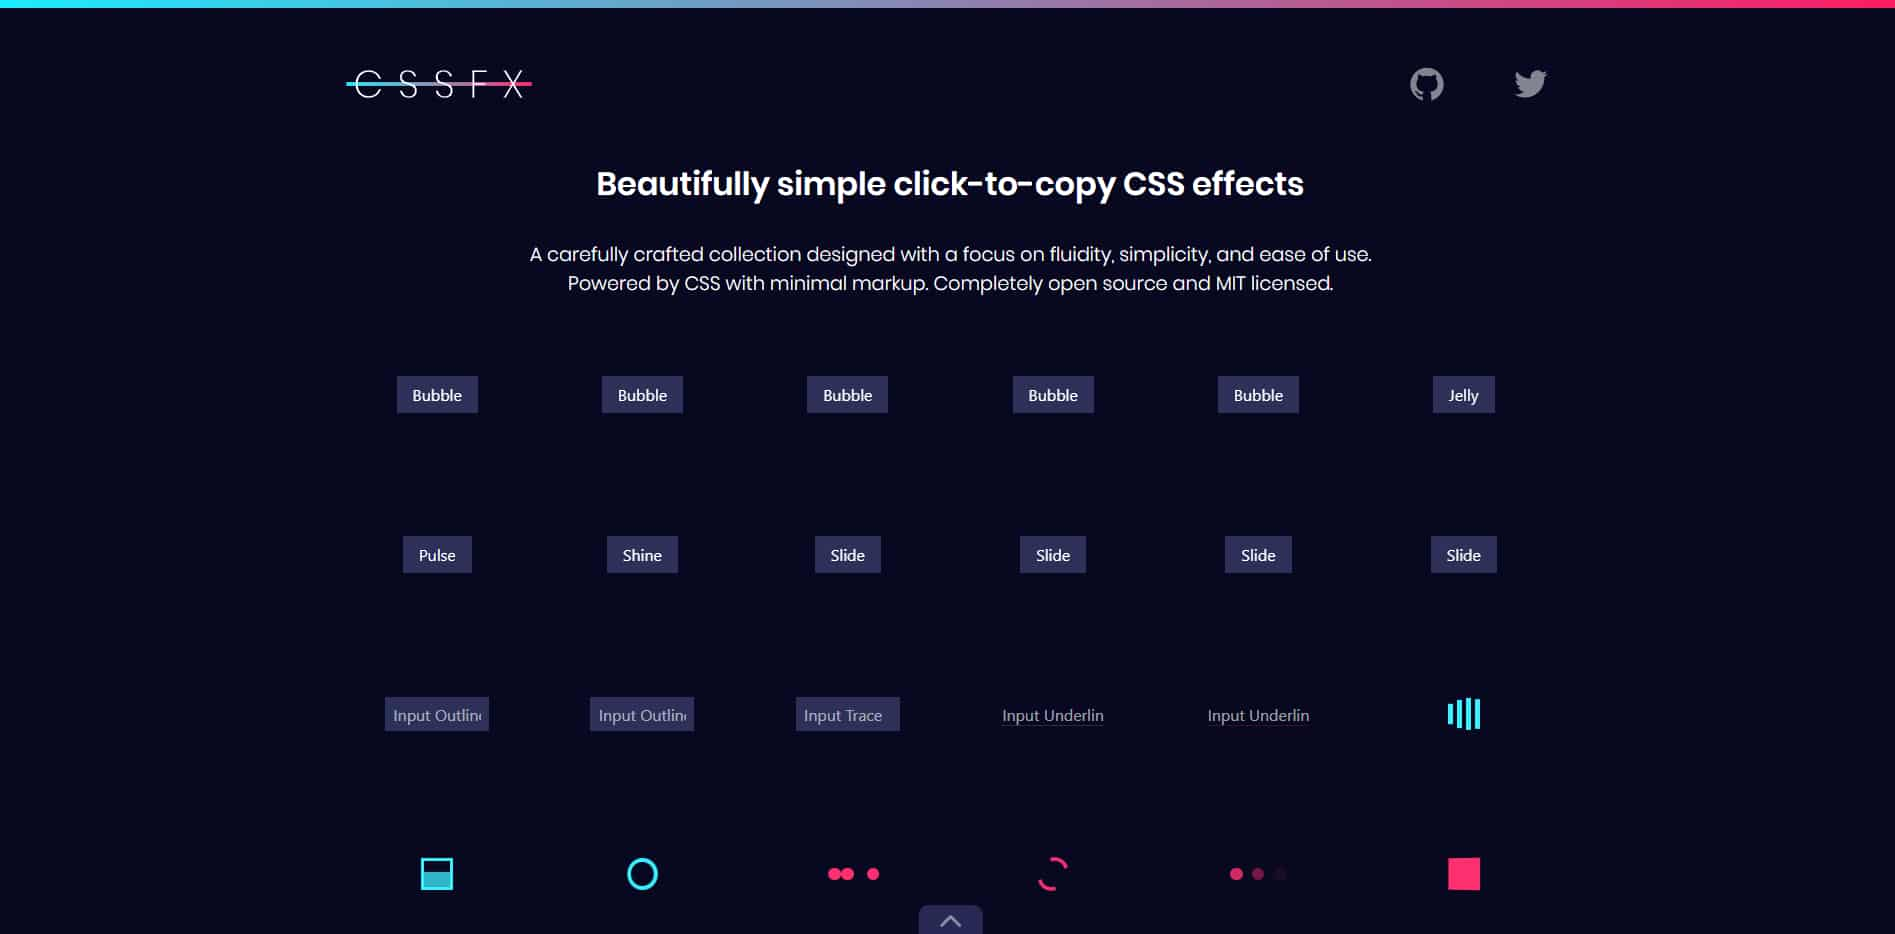 CSSFX
Beautifully simple click-to-copy CSS effects
A carefully crafted collection designed with a focus on fluidity, simplicity, and ease of use.
Powered by CSS with minimal markup. Completely open source and MIT licensed.
Bubble Bubble Bubble Bubble Bubble Jelly
Pulse Shine Slide Slide Slide Slide
Input Outlin Input Outlin Input Trace Input Underlin Input Underlin